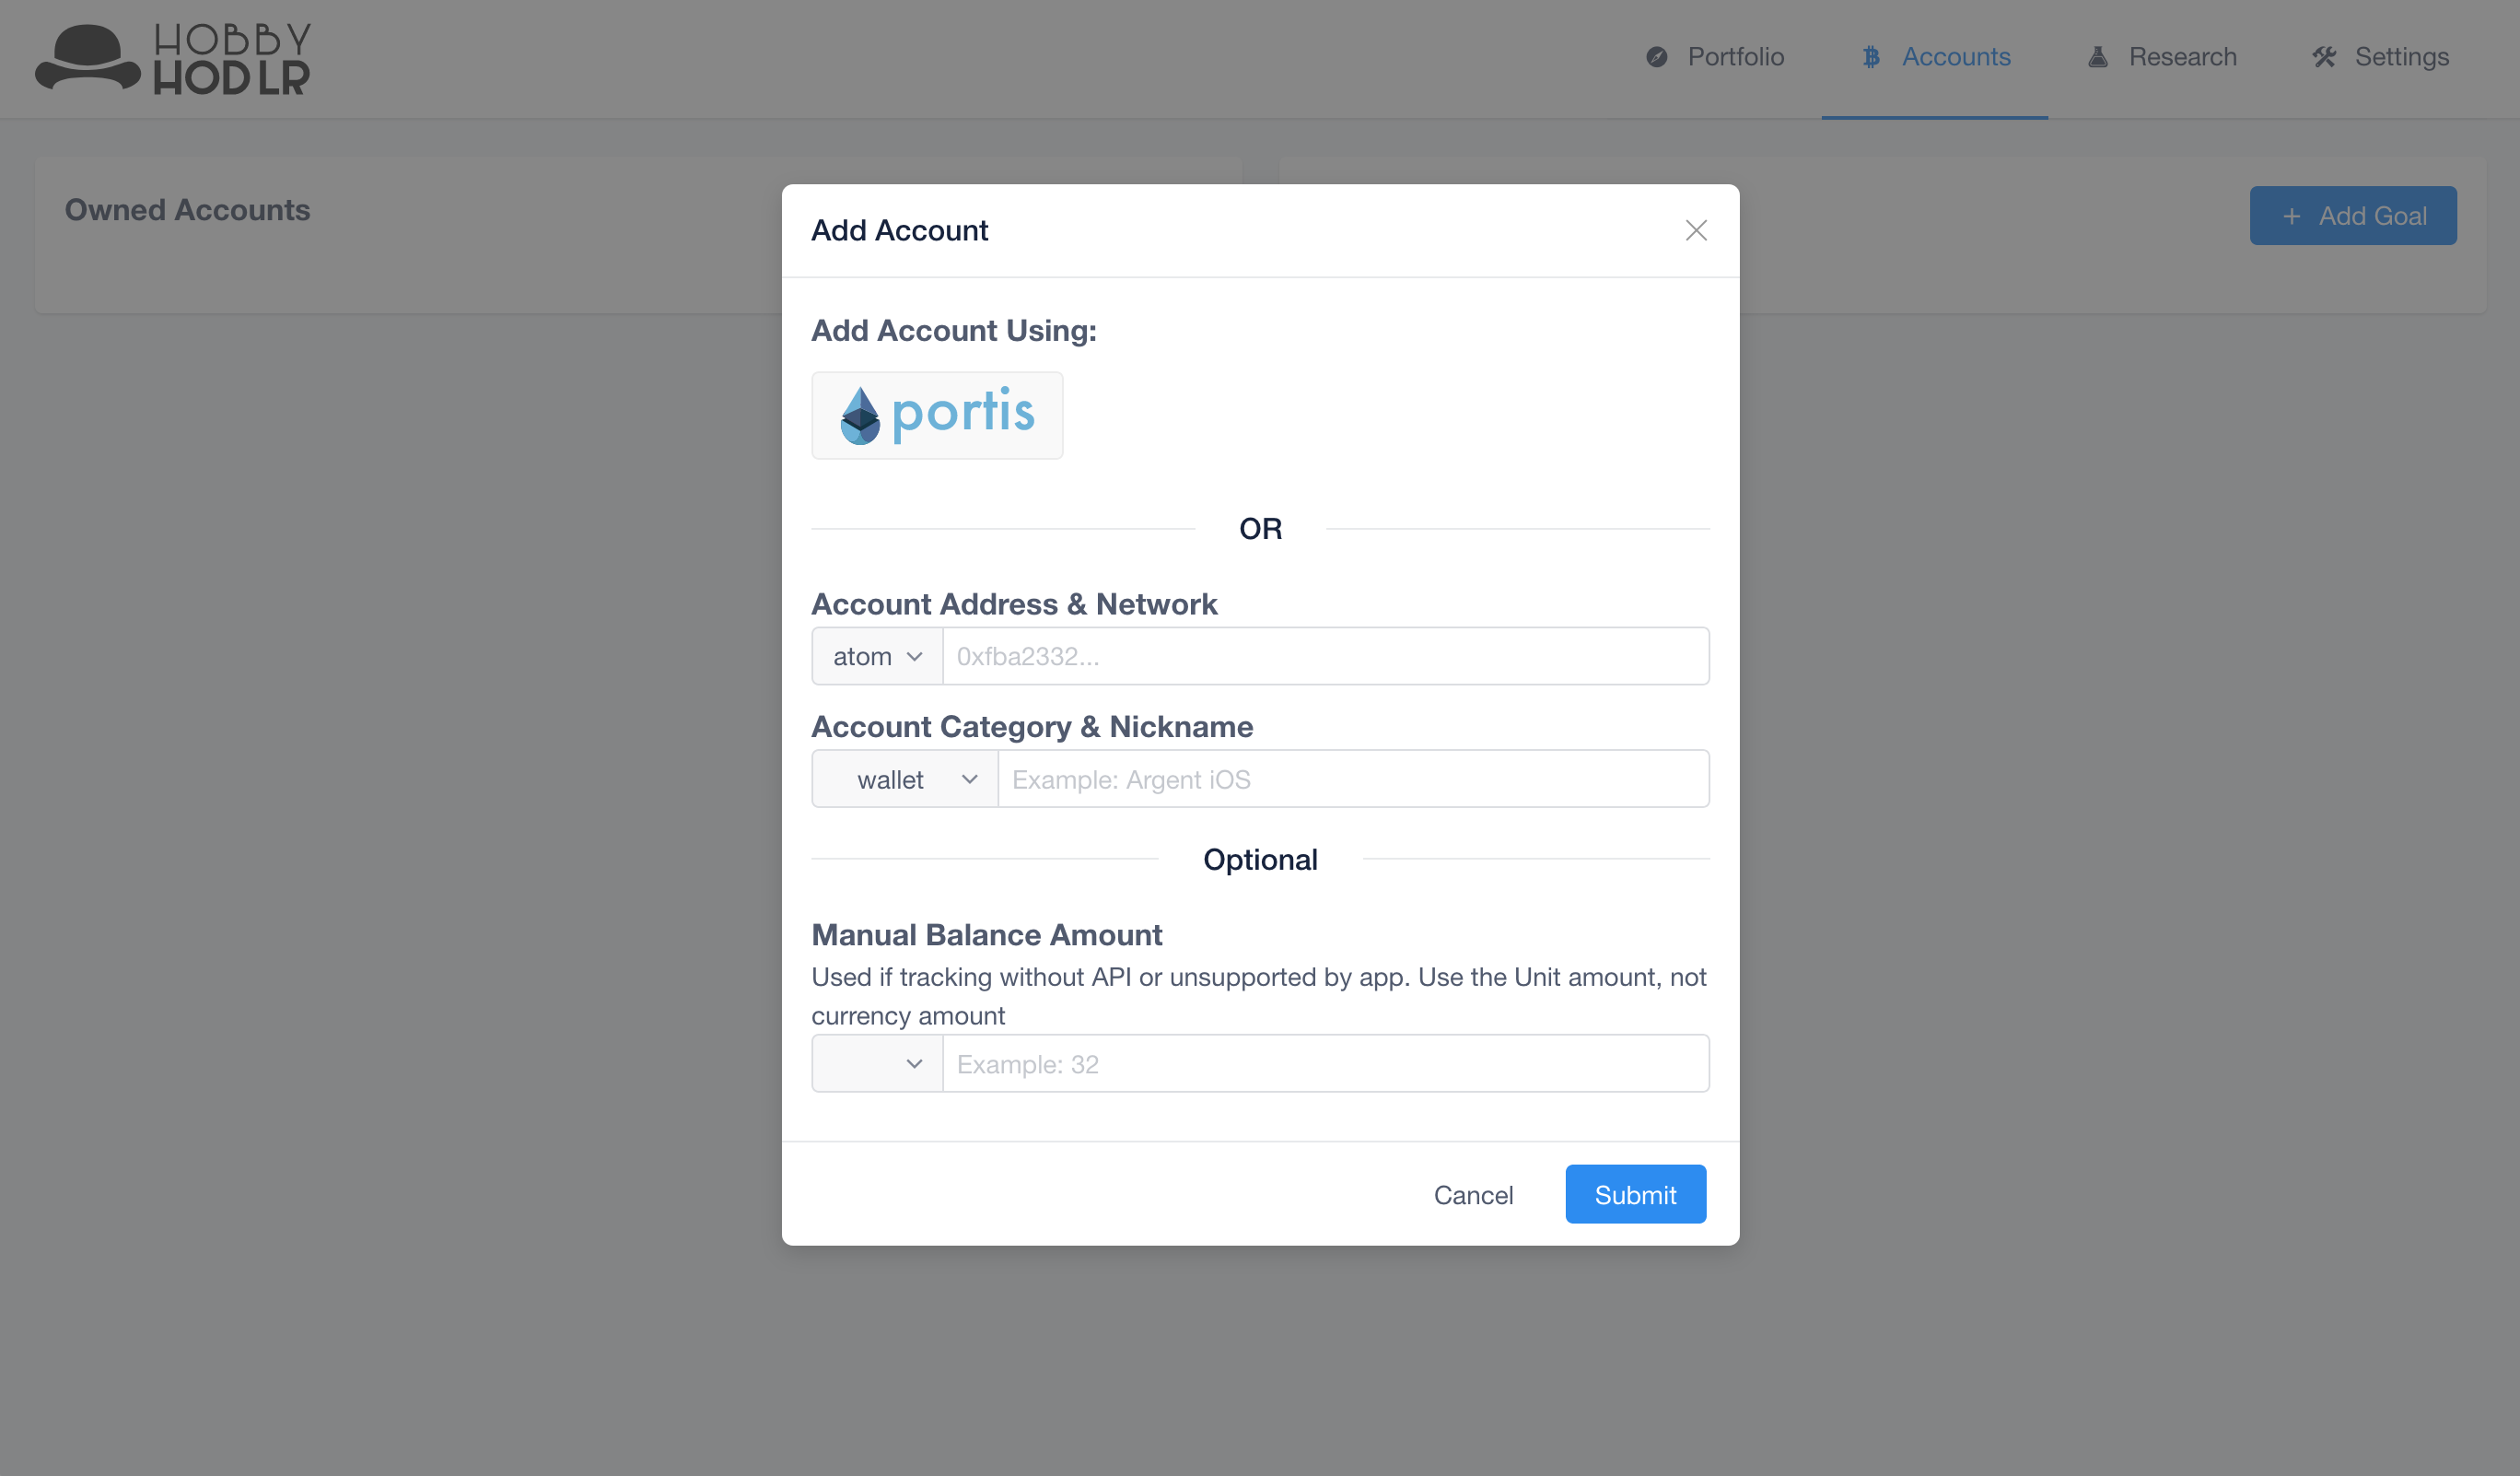 HOBBY
HODLR
Portfolio
Accounts
Research
Settings
Owned Accounts
+ Add Goal
Add Account
Add Account Using:
portis
OR
Account Address & Network
atom
0xfba2332...
Account Category & Nickname
wallet
Example: Argent iOS
Optional
Manual Balance Amount
Used if tracking without API or unsupported by app. Use the Unit amount, not
currency amount
Example: 32
Cancel
Submit